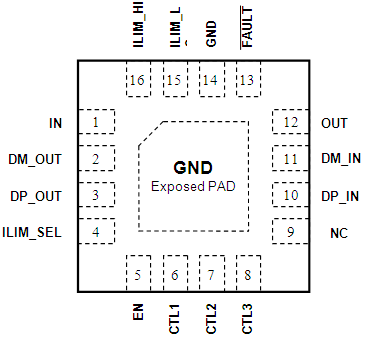 ILIM_HI
ILIM_L
GND
FAULT
16 15 14 13
IN 1 12 OUT
DM_OUT 2 11 DM_IN
GND
Exposed PAD
DP_OUT 3 10 DP_IN
ILIM_SEL 4 9 NC
5 6 7 8
EN
CTL1
CTL2
CTL3